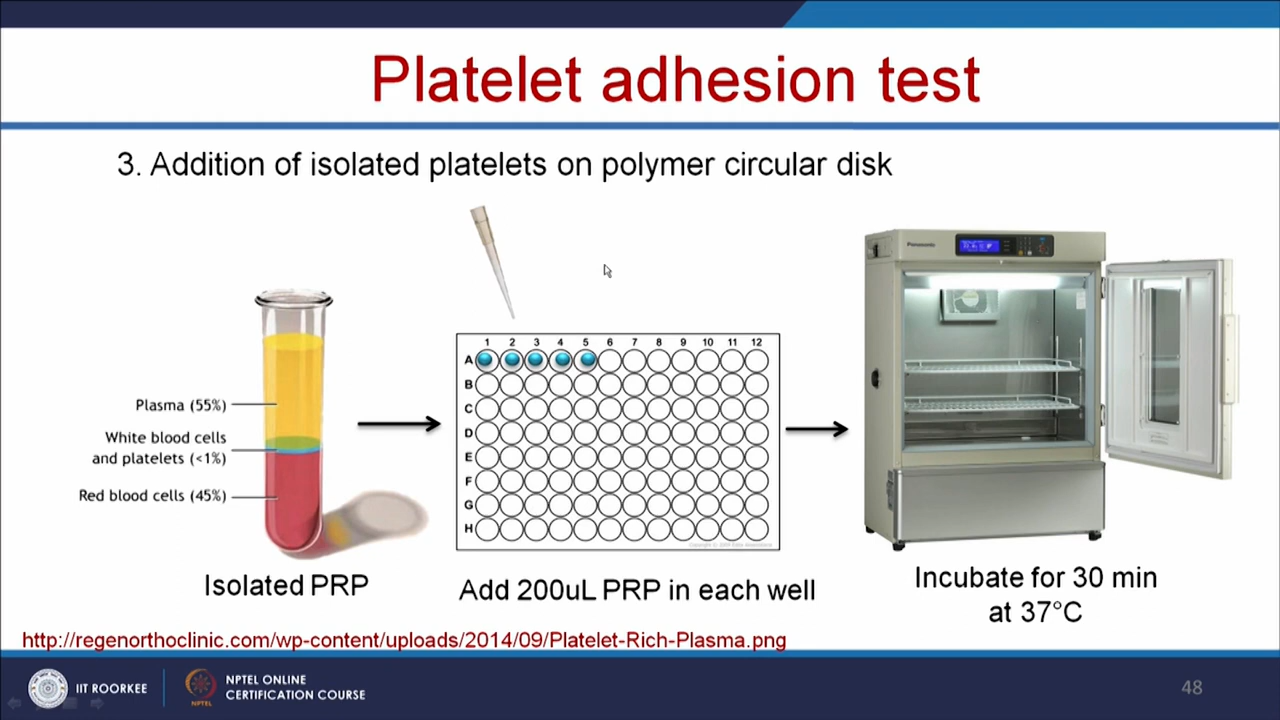 Platelet adhesion test
3. Addition of isolated platelets on polymer circular disk
Plasma (55%)
White blood cells
and platelets (<1%)
Red blood cells (45%)
1 2 3 4 5 6 7 8 9 10 11 12
A
B
C
D
E
F
G
H
Panasonic
Isolated PRP
Add 200uL PRP in each well
Incubate for 30 min
at 37°C
http://regenorthoclinic.com/wp-content/uploads/2014/09/Platelet-Rich-Plasma.png
IIT ROORKEE
NPTEL
NPTEL ONLINE
CERTIFICATION COURSE
48